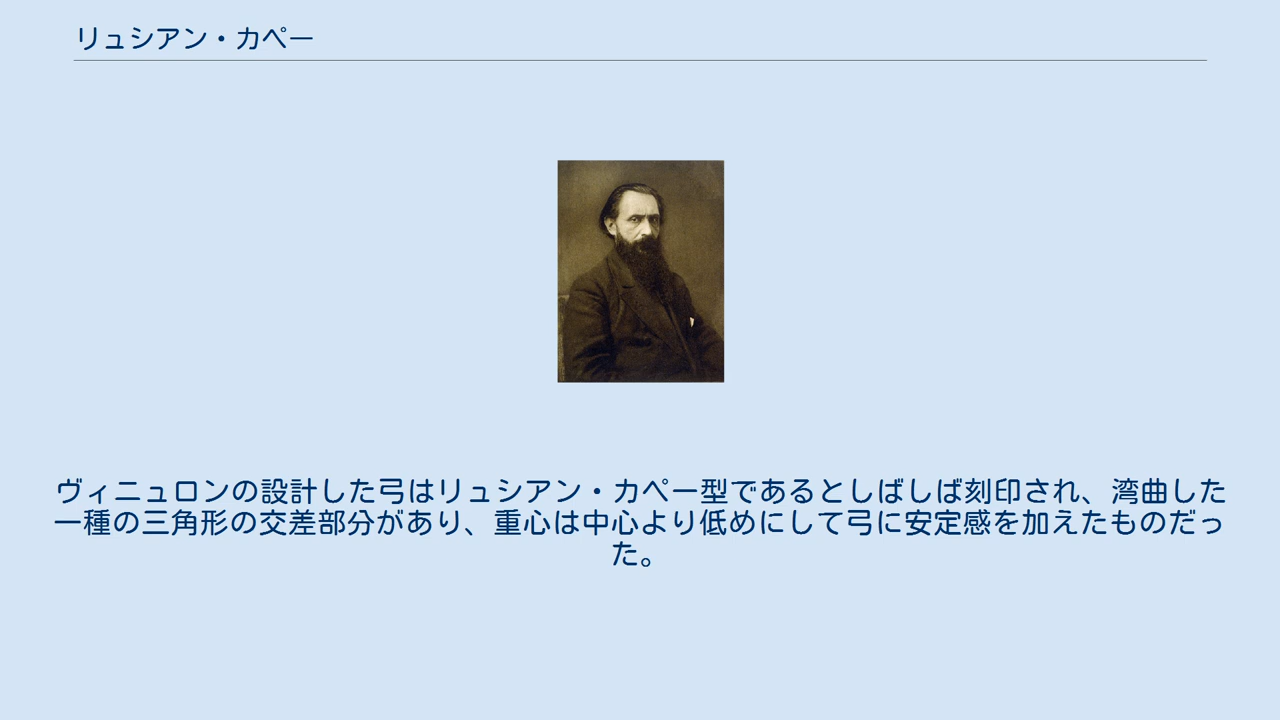 リュシアン・カペー
ヴィニュロンの設計した弓はリュシアン・カペー型であるとしばしば刻印され、湾曲した
一種の三角形の交差部分があり、重心は中心より低めにして弓に安定感を加えたものだっ
た。